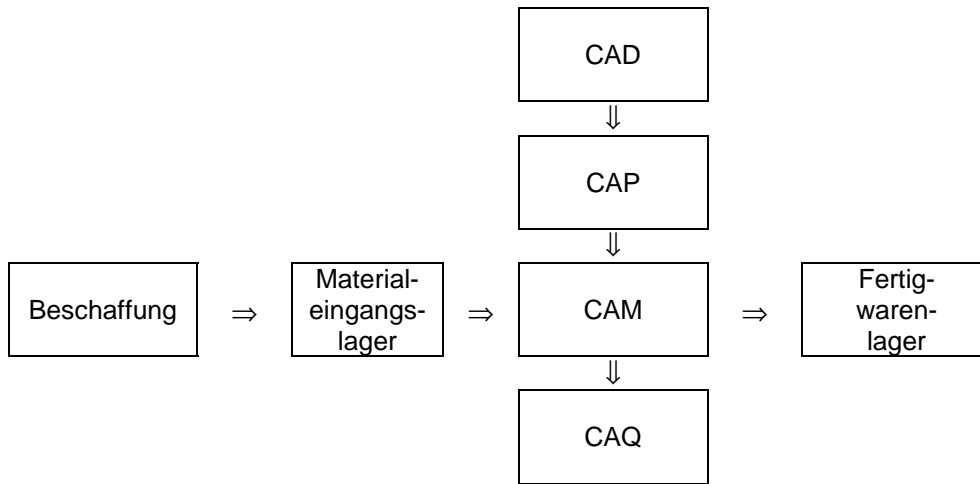 CAD
⇓
CAP
⇓
Beschaffung ⇒ Material-
eingangs-
lager ⇒ CAM ⇒ Fertig-
waren-
lager
⇓
CAQ